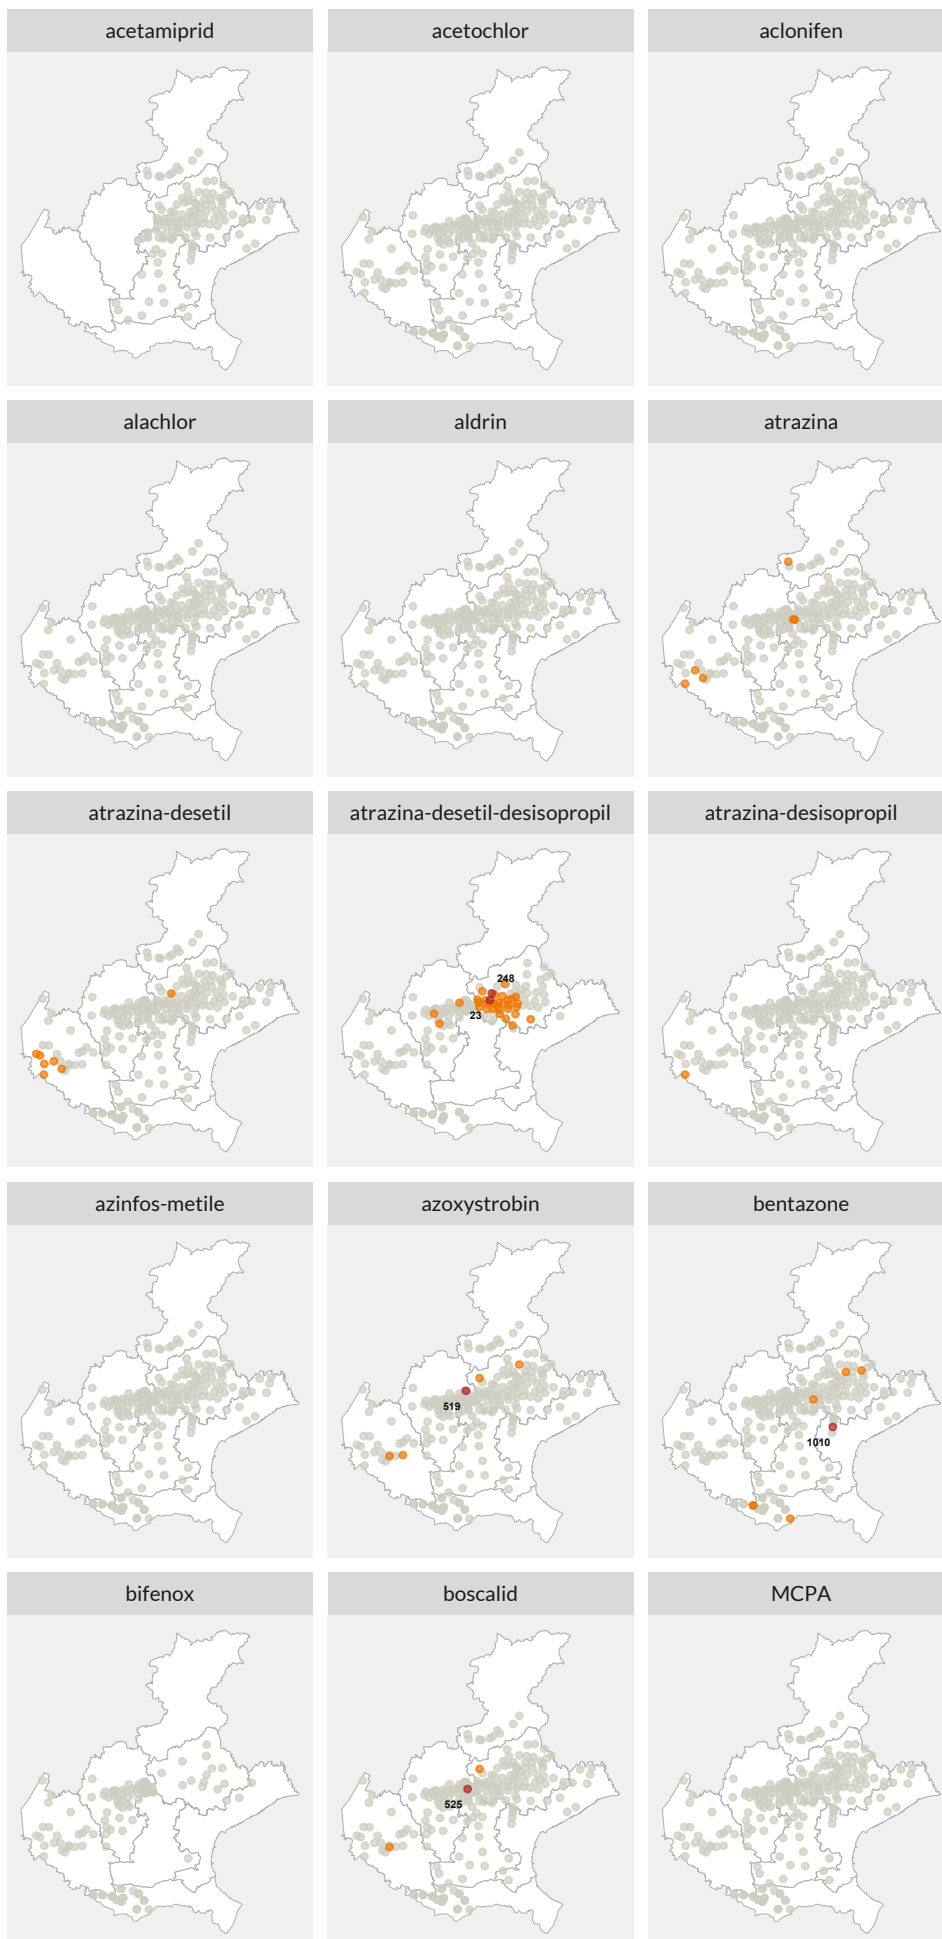 acetamiprid
acetochlor
aclonifen
alachlor
aldrin
atrazina
atrazina-desetil
atrazina-desetil-desisopropil
atrazina-desisopropil
248
23
azinfos-metile
azoxystrobin
bentazone
519
1010
bifenox
boscalid
MCPA
525